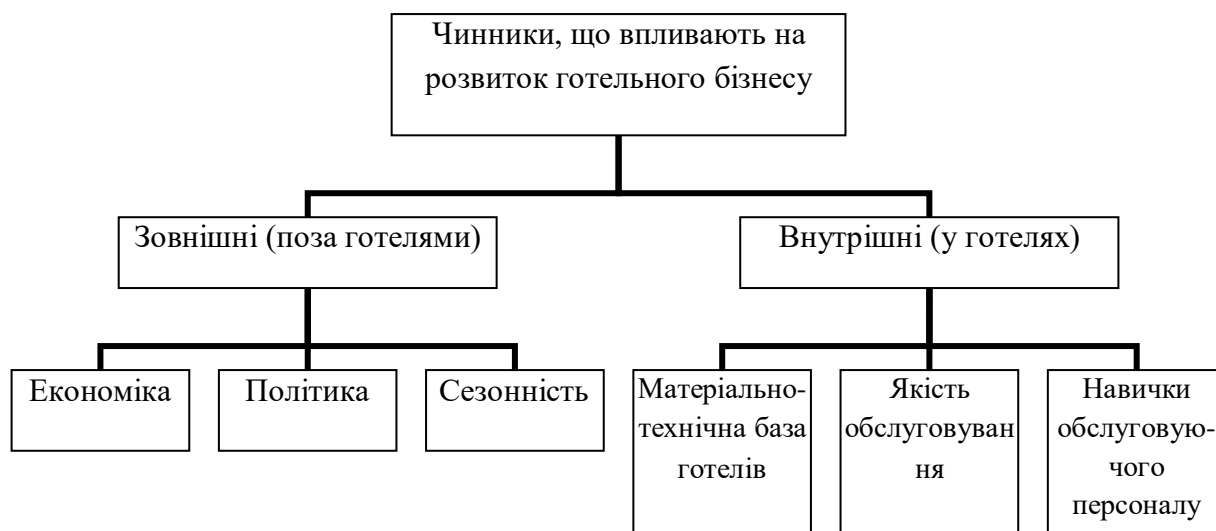 Чинники, що впливають на
розвиток готельного бізнесу
Зовнішні (поза готелями)
Внутрішні (у готелях)
Економіка
Політика
Сезонність
Матеріально-
технічна база
готелів
Якість
обслуговуван
ня
Навички
обслуговую-
чого
персоналу